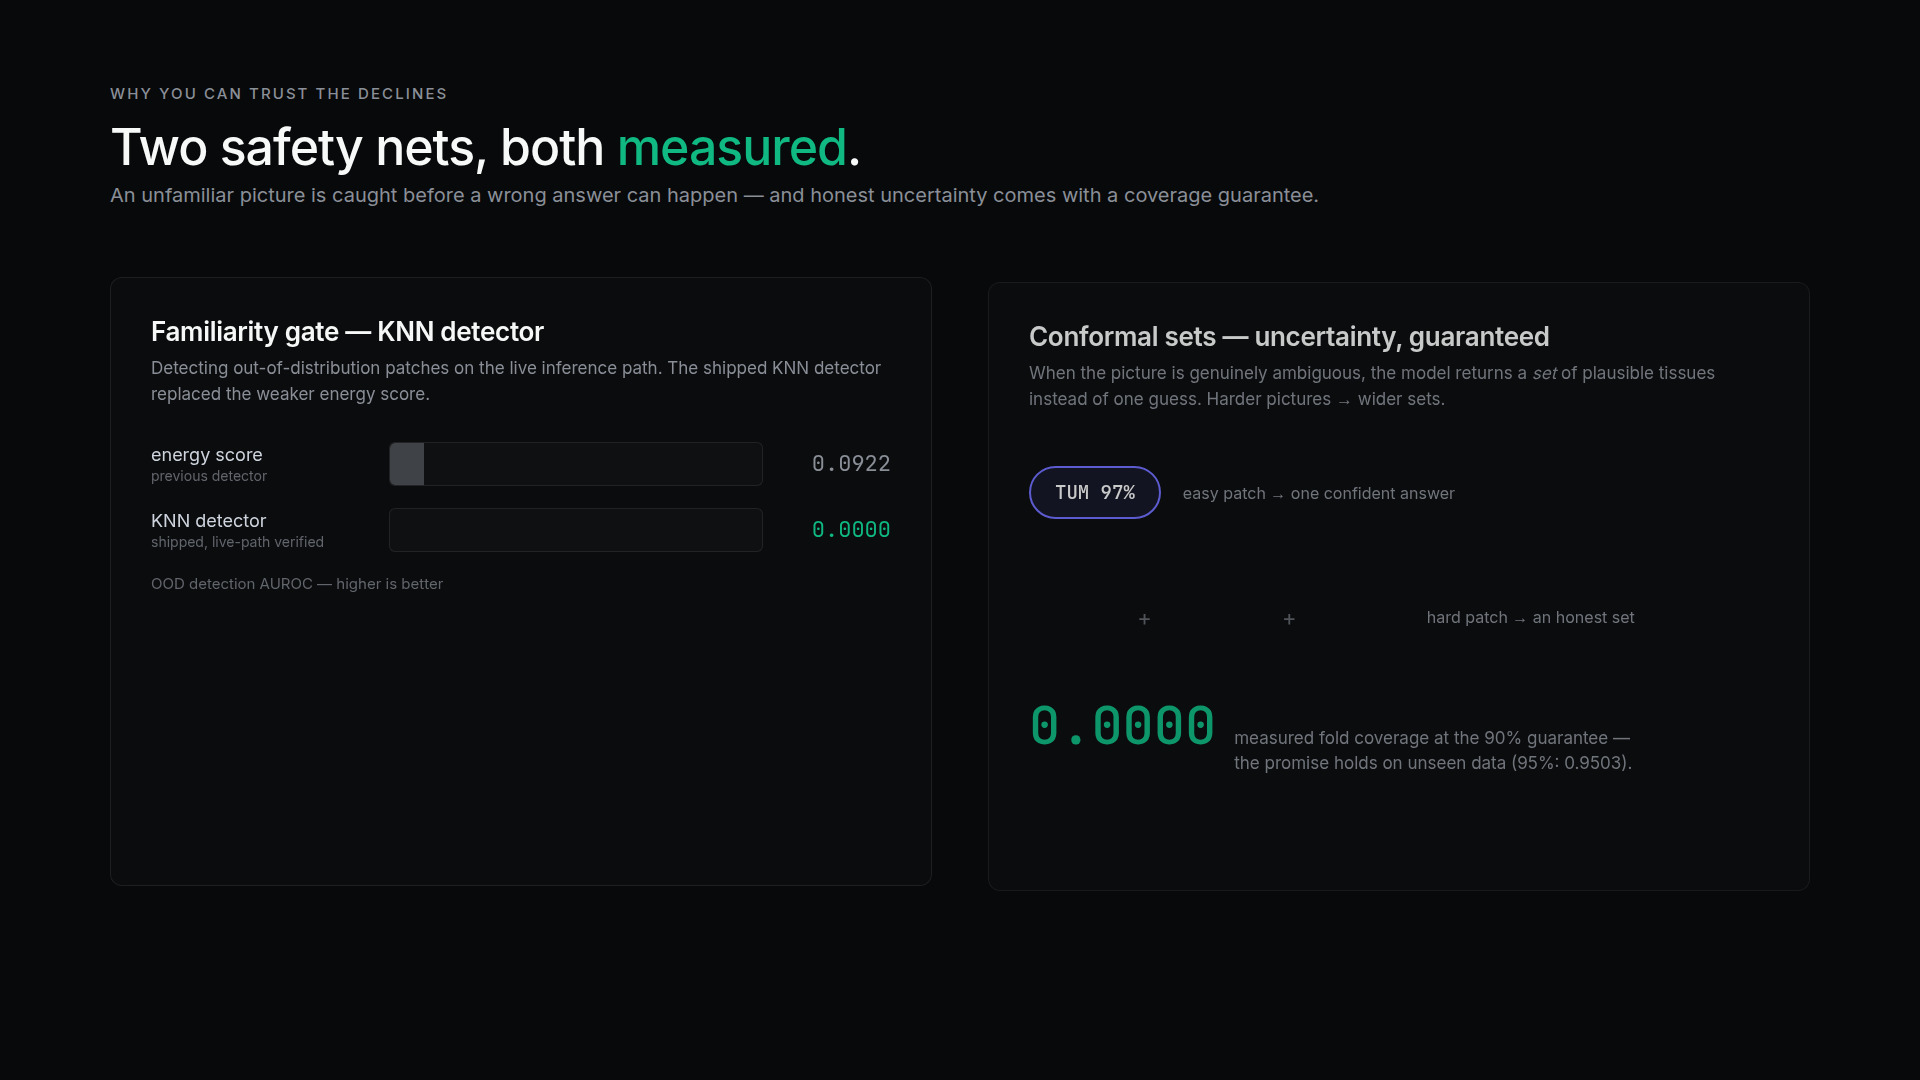 WHY YOU CAN TRUST THE DECLINES
Two safety nets, both measured.
An unfamiliar picture is caught before a wrong answer can happen — and honest uncertainty comes with a coverage guarantee.
Familiarity gate — KNN detector
Detecting out-of-distribution patches on the live inference path. The shipped KNN detector
replaced the weaker energy score.
energy score
previous detector
0.0922
KNN detector
shipped, live-path verified
0.0000
OOD detection AUROC — higher is better
Conformal sets — uncertainty, guaranteed
When the picture is genuinely ambiguous, the model returns a set of plausible tissues
instead of one guess. Harder pictures → wider sets.
TUM 97%
easy patch → one confident answer
+ + hard patch → an honest set
0.0000
measured fold coverage at the 90% guarantee —
the promise holds on unseen data (95%: 0.9503).